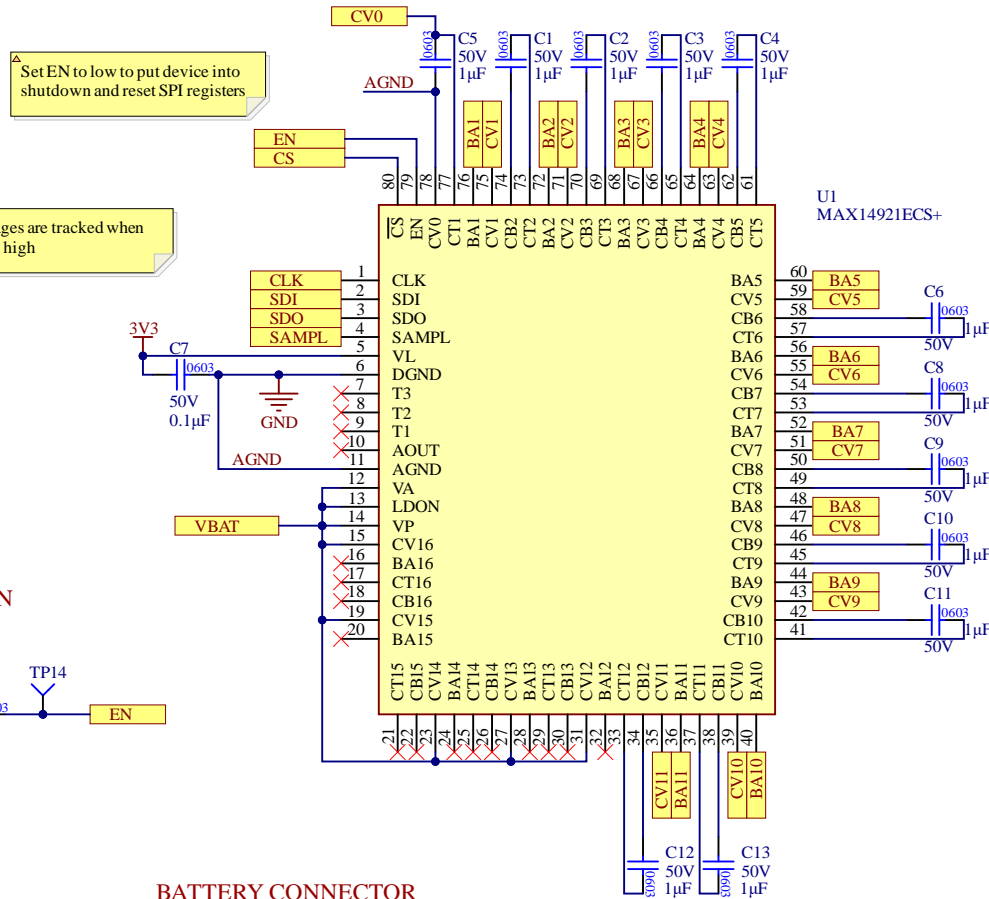 CV0
C5
50V
1µF
0603
C1
50V
1µF
0603
C2
50V
1µF
0603
C3
50V
1µF
0603
C4
50V
1µF
0603
Set EN to low to put device into
shutdown and reset SPI registers
AGND
EN
CS
BA1
CV1
BA2
CV2
BA3
CV3
BA4
CV4
80 79 78 77 76 75 74 73 72 71 70 69 68 67 66 65 64 63 62 61
U1
MAX14921ECS+
CS EN CV0 CT1 BA1 CV1 CB2 CT2 BA2 CV2 CB3 CT3 BA3 CV3 CB4 CT4 BA4 CV4 CB5 CT5
ges are tracked when
high
CLK 1 CLK
SDI 2 SDI
SDO 3 SDO
SAMPL 4 SAMPL
3V3
5 VL
C7
0603
50V
0.1µF
6 DGND
GND
7 T3
8 T2
9 T1
10 AOUT
AGND 11 AGND
12 VA
13 LDON
VBAT 14 VP
15 CV16
16 BA16
17 CT16
18 CB16
19 CV15
20 BA15
BA5 60 BA5
CV5 59 CV5
CB6 58
CT6 57
C6
0603
1µF
50V
BA6 56 BA6
CV6 55 CV6
CB7 54
CT7 53
C8
0603
1µF
50V
BA7 52 BA7
CV7 51 CV7
CB8 50
CT8 49
C9
0603
1µF
50V
BA8 48 BA8
CV8 47 CV8
CB9 46
CT9 45
C10
0603
1µF
50V
BA9 44 BA9
CV9 43 CV9
CB10 42
CT10 41
C11
0603
1µF
50V
N
TP14
03
EN
CT15 CB15 CV14 BA14 CT14 CB14 CV13 BA13 CT13 CB13 CV12 BA12 CT12 CB12 CV11 BA11 CT11 CB11 CV10 BA10
21 22 23 24 25 26 27 28 29 30 31 32 33 34 35 36 37 38 39 40
CV11
BA11
CV10
BA10
C12
50V
1µF
0603
C13
50V
1µF
0603
BATTERY CONNECTOR